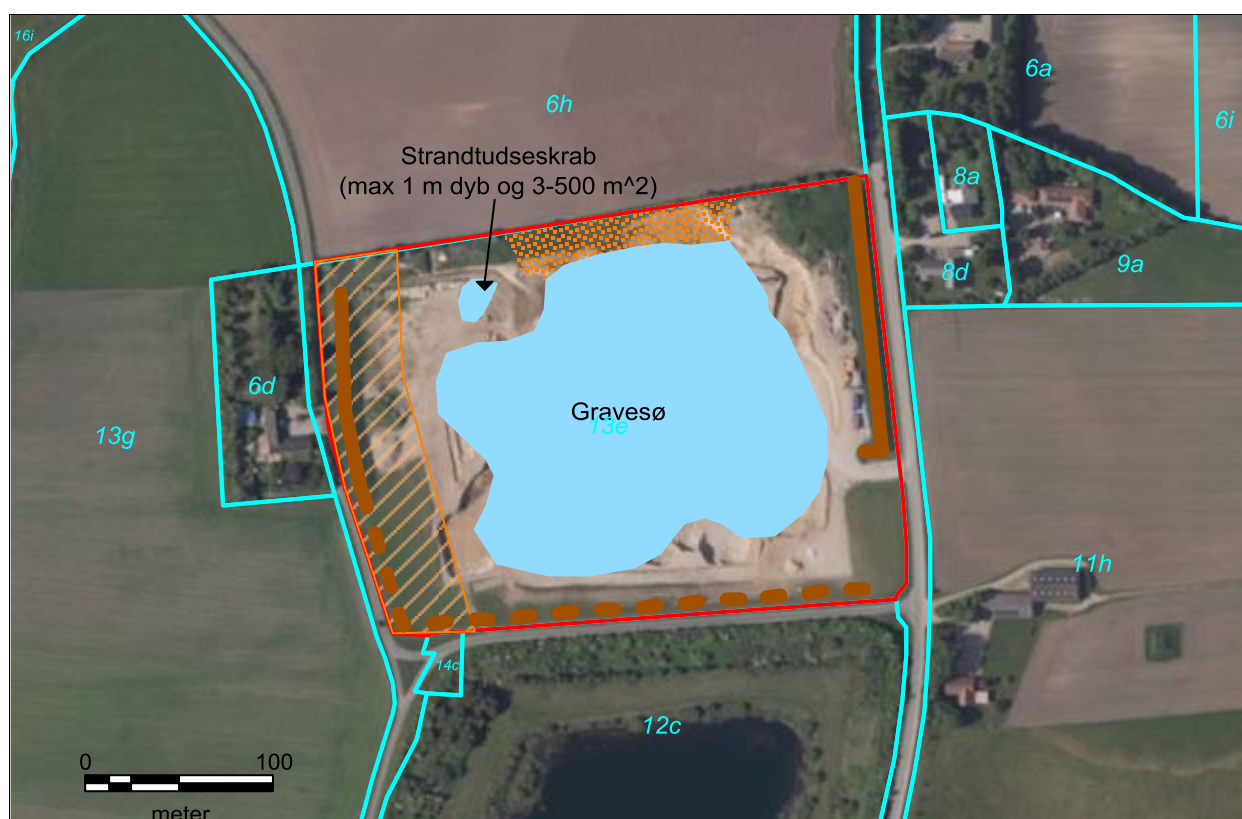 16i
6h
6a
6i
Strandtudseskrab
(max 1 m dyb og 3-500 m^2)
8a
8d
9a
6d
Gravesø
13e
13g
11h
14c
12c
0 100
meter